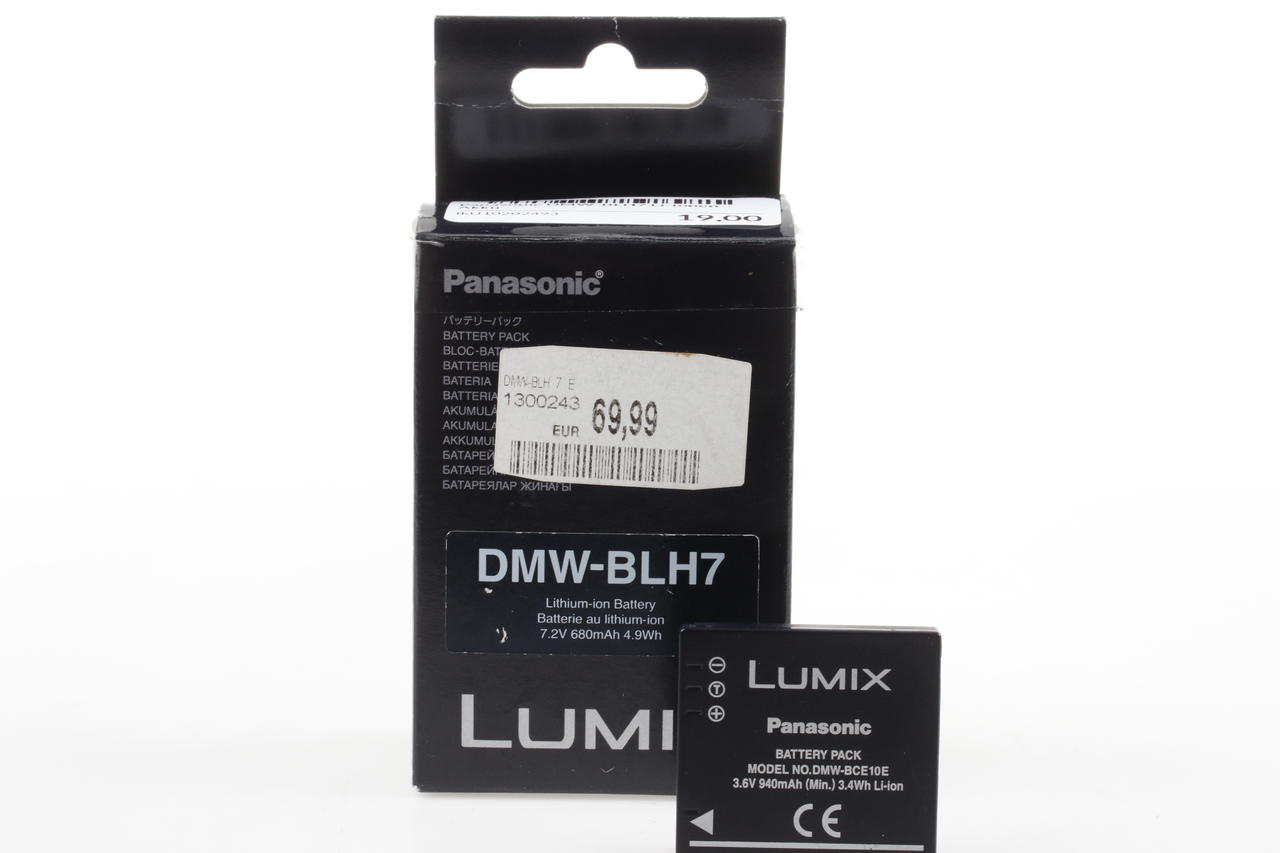 Akku
19,00
Panasonic®
バッテリーパック
BATTERY PACK
BLOC-BAT
BATTERIE
BATERIA
BATTERIA
AKUMULÁ
AKUMULA
AKKUMUL
БАТАРЕЙ
БАТАРЕЙ
БАТАРЕЯЛАР ЖИНАҒЫ
DMW-BLH 7 E
1300243
EUR 69,99
DMW-BLH7
Lithium-ion Battery
Batterie au lithium-ion
7.2V 680mAh 4.9Wh
LUMI
LUMIX
Panasonic
BATTERY PACK
MODEL NO.DMW-BCE10E
3.6V 940mAh (Min.) 3.4Wh Li-ion
- T +
CE